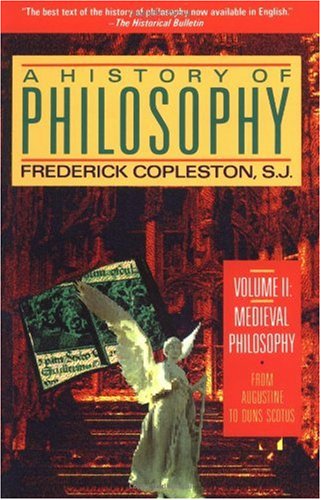 "The best text of the history of philosophy now available in English."
—The Historical Bulletin
A HISTORY OF
PHILOSOPHY
FREDERICK COPLESTON, S.J.
VOLUME II:
MEDIEVAL
PHILOSOPHY
•
FROM
AUGUSTINE
TO DUNS SCOTUS